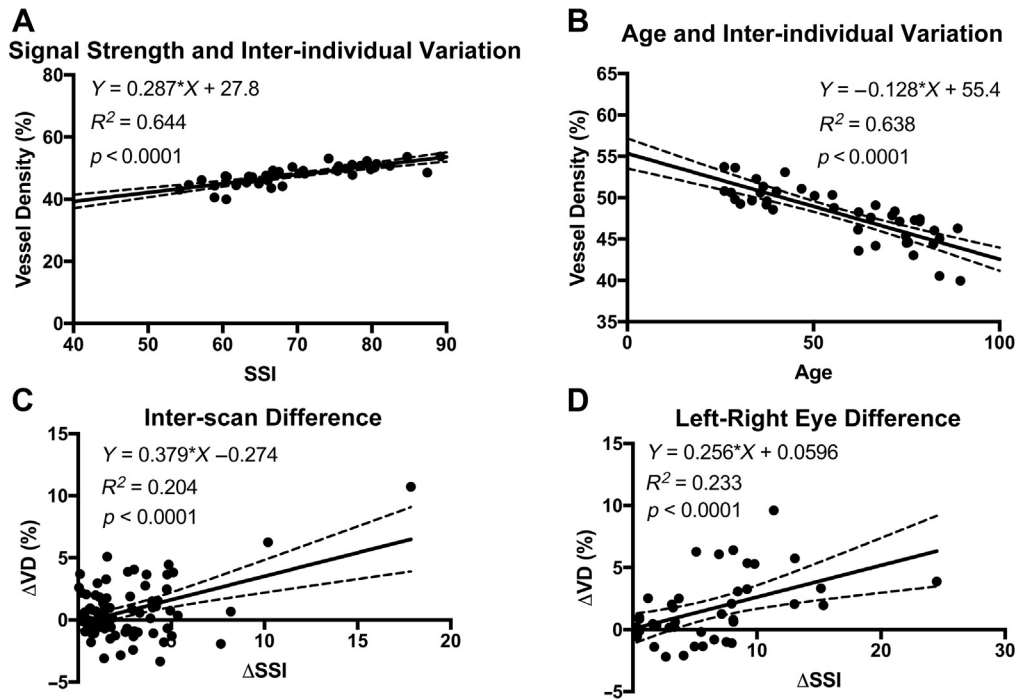 A
Signal Strength and Inter-individual Variation
Y = 0.287*X + 27.8
R² = 0.644
p < 0.0001
Vessel Density (%)
80
60
40
20
0
40 50 60 70 80 90
SSI
B
Age and Inter-individual Variation
Y = −0.128*X + 55.4
R² = 0.638
p < 0.0001
Vessel Density (%)
65
60
55
50
45
40
35
0 50 100
Age
C
Inter-scan Difference
Y = 0.379*X −0.274
R² = 0.204
p < 0.0001
ΔVD (%)
15
10
5
0
−5
5 10 15 20
ΔSSI
D
Left-Right Eye Difference
Y = 0.256*X + 0.0596
R² = 0.233
p < 0.0001
ΔVD (%)
15
10
5
0
−5
10 20 30
ΔSSI